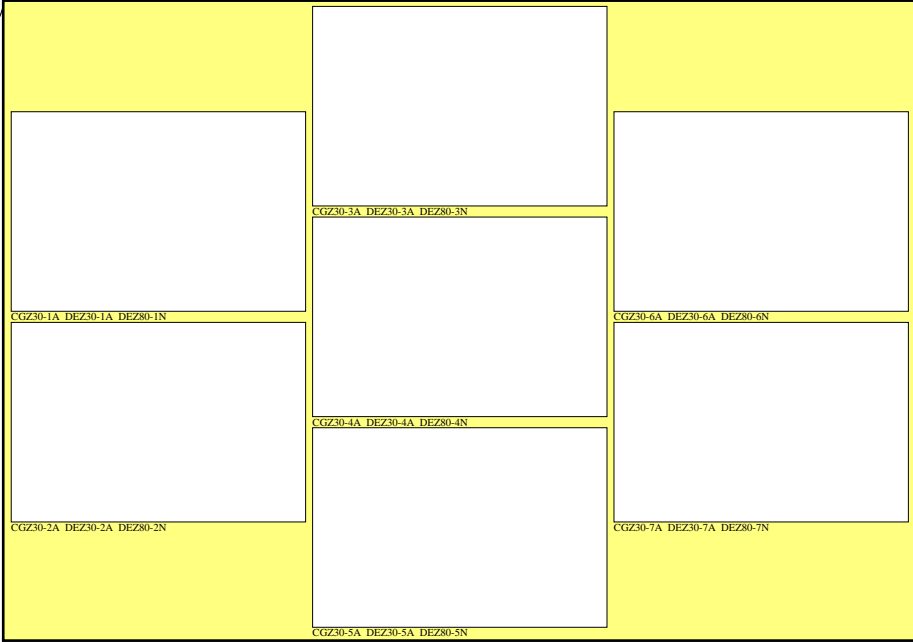 CGZ30-3A DEZ30-3A DEZ80-3N
CGZ30-1A DEZ30-1A DEZ80-1N
CGZ30-6A DEZ30-6A DEZ80-6N
CGZ30-4A DEZ30-4A DEZ80-4N
CGZ30-2A DEZ30-2A DEZ80-2N
CGZ30-7A DEZ30-7A DEZ80-7N
CGZ30-5A DEZ30-5A DEZ80-5N